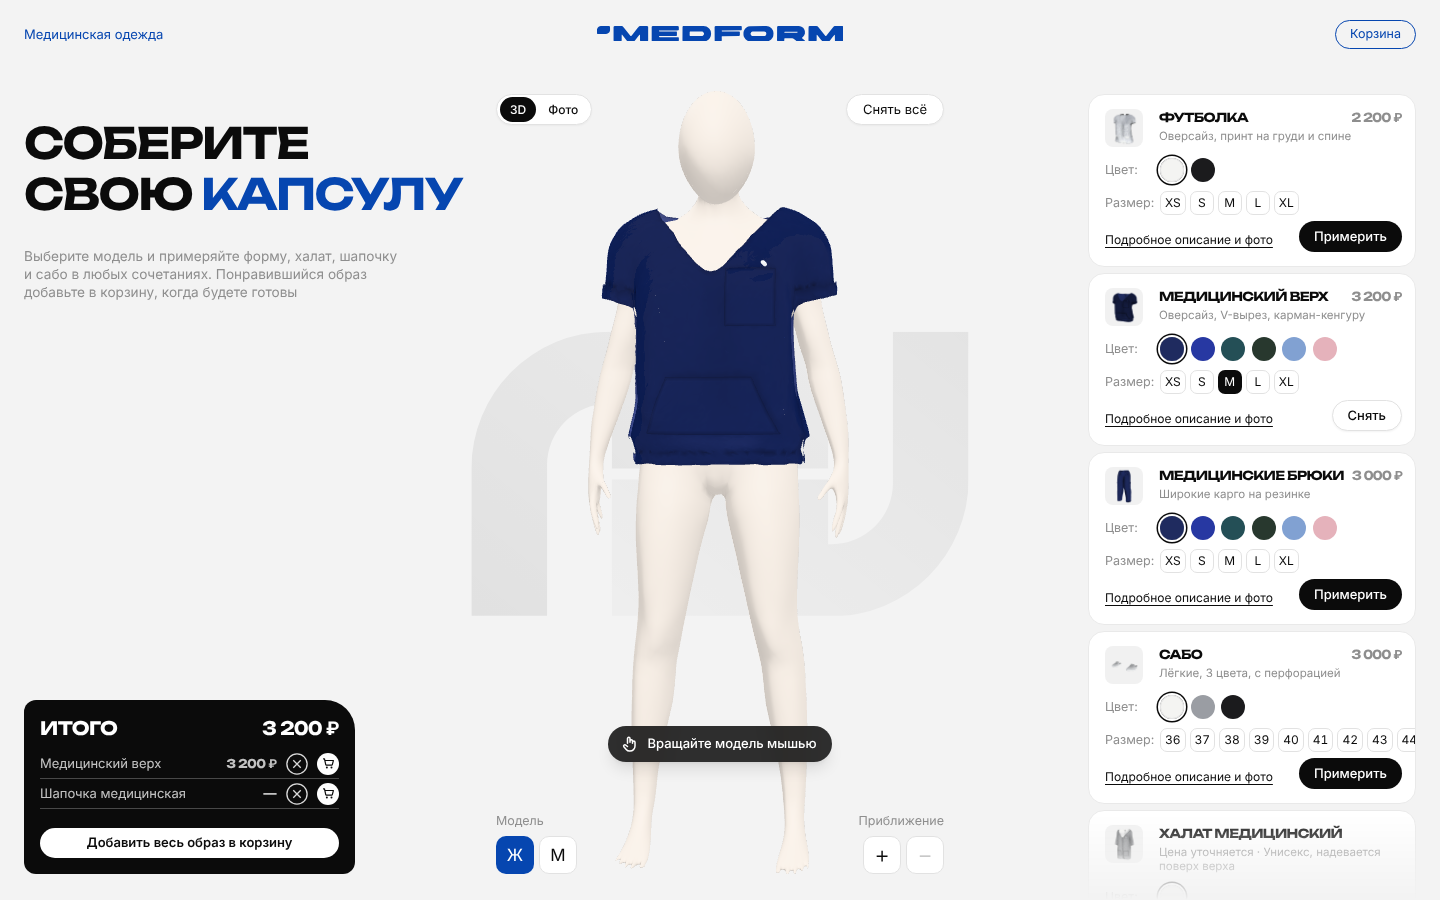 Медицинская одежда
MEDFORM
Корзина
СОБЕРИТЕ
СВОЮ КАПСУЛУ
Выберите модель и примеряйте форму, халат, шапочку
и сабо в любых сочетаниях. Понравившийся образ
добавьте в корзину, когда будете готовы
3D Фото
Снять всё
Вращайте модель мышью
Модель
Ж М
Приближение
+ −
ИТОГО 3 200 ₽
Медицинский верх 3 200 ₽
Шапочка медицинская —
Добавить весь образ в корзину
ФУТБОЛКА 2 200 ₽
Оверсайз, принт на груди и спине
Цвет:
Размер: XS S M L XL
Подробное описание и фото Примерить
МЕДИЦИНСКИЙ ВЕРХ 3 200 ₽
Оверсайз, V-вырез, карман-кенгуру
Цвет:
Размер: XS S M L XL
Подробное описание и фото Снять
МЕДИЦИНСКИЕ БРЮКИ 3 000 ₽
Широкие карго на резинке
Цвет:
Размер: XS S M L XL
Подробное описание и фото Примерить
САБО 3 000 ₽
Лёгкие, 3 цвета, с перфорацией
Цвет:
Размер: 36 37 38 39 40 41 42 43 44
Подробное описание и фото Примерить
ХАЛАТ МЕДИЦИНСКИЙ
Цена уточняется · Унисекс, надевается
поверх верха